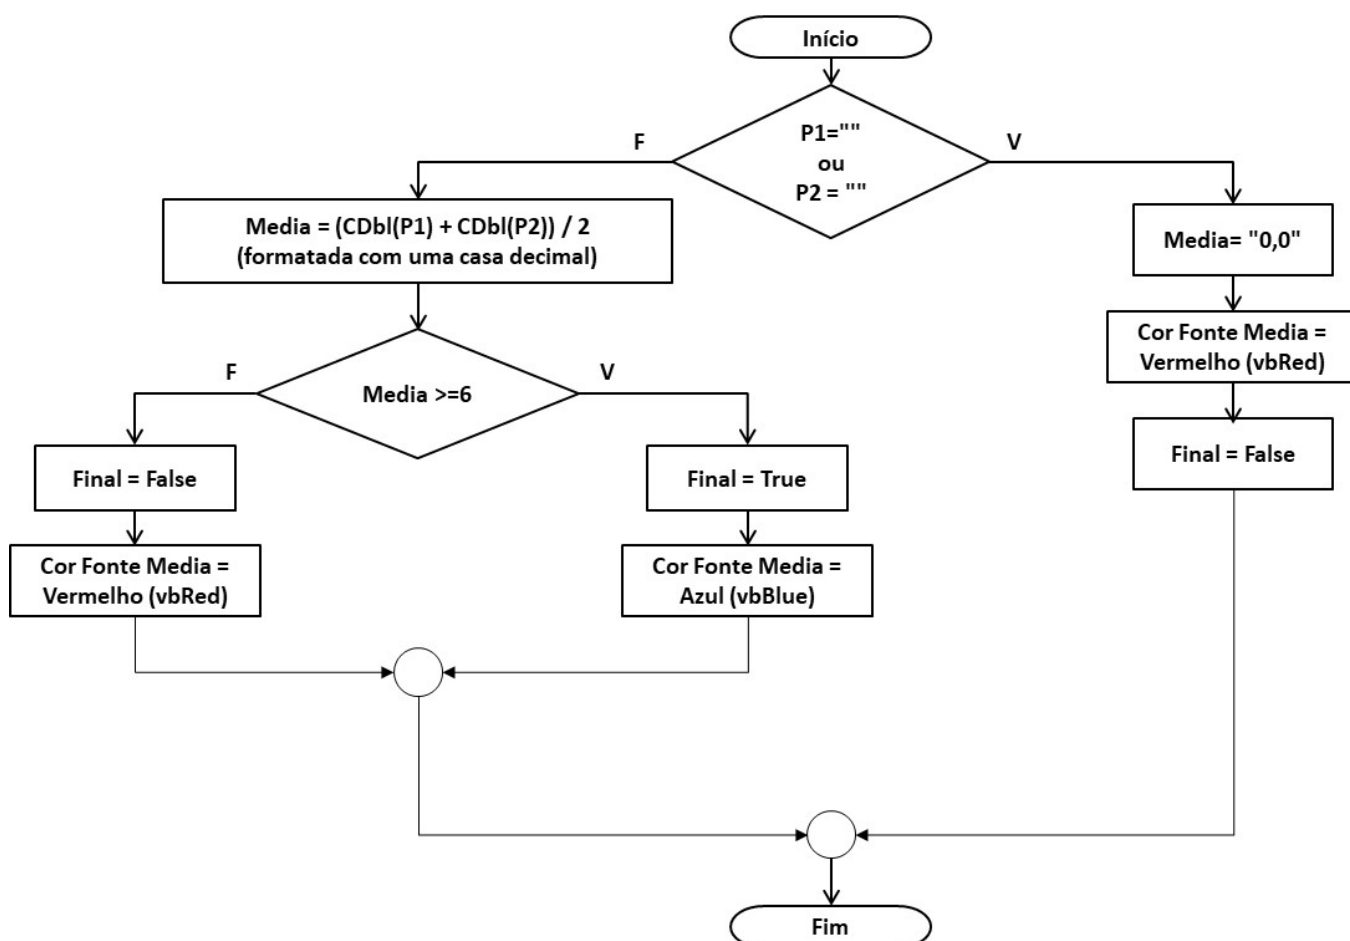 Início
P1=""
ou
P2 = ""
F
V
Media = (CDbl(P1) + CDbl(P2)) / 2
(formatada com uma casa decimal)
Media= "0,0"
Cor Fonte Media =
Vermelho (vbRed)
Final = False
Media >=6
F
V
Final = False
Cor Fonte Media =
Vermelho (vbRed)
Final = True
Cor Fonte Media =
Azul (vbBlue)
Fim